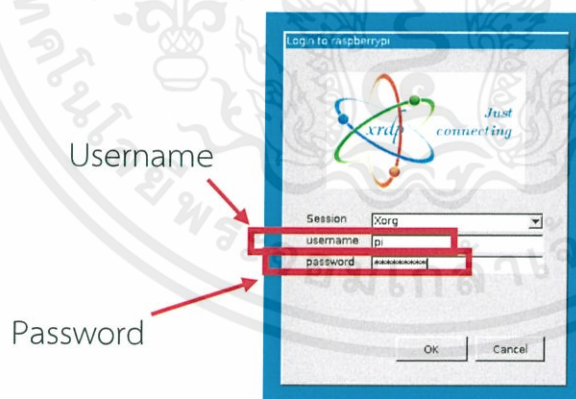 Login to raspberrypi
xrdp
Just
connecting
Username
Session Xorg
username pi
password *********
Password
OK Cancel